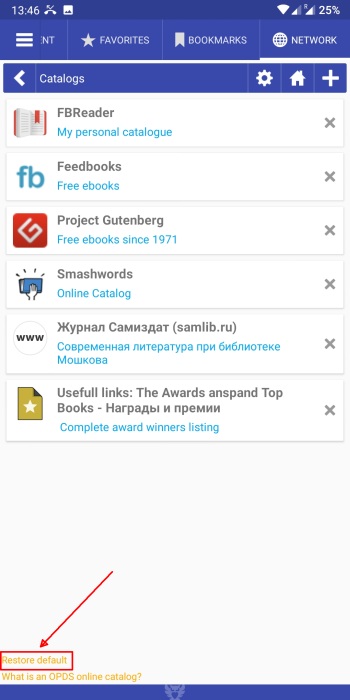 13:46 R 25%
NT FAVORITES BOOKMARKS NETWORK
Catalogs
FBReader
My personal catalogue
fb
Feedbooks
Free ebooks
Project Gutenberg
Free ebooks since 1971
Smashwords
Online Catalog
www
Журнал Самиздат (samlib.ru)
Современная литература при библиотеке
Мошкова
Usefull links: The Awards anspand Top
Books - Награды и премии
Complete award winners listing
Restore default
What is an OPDS online catalog?